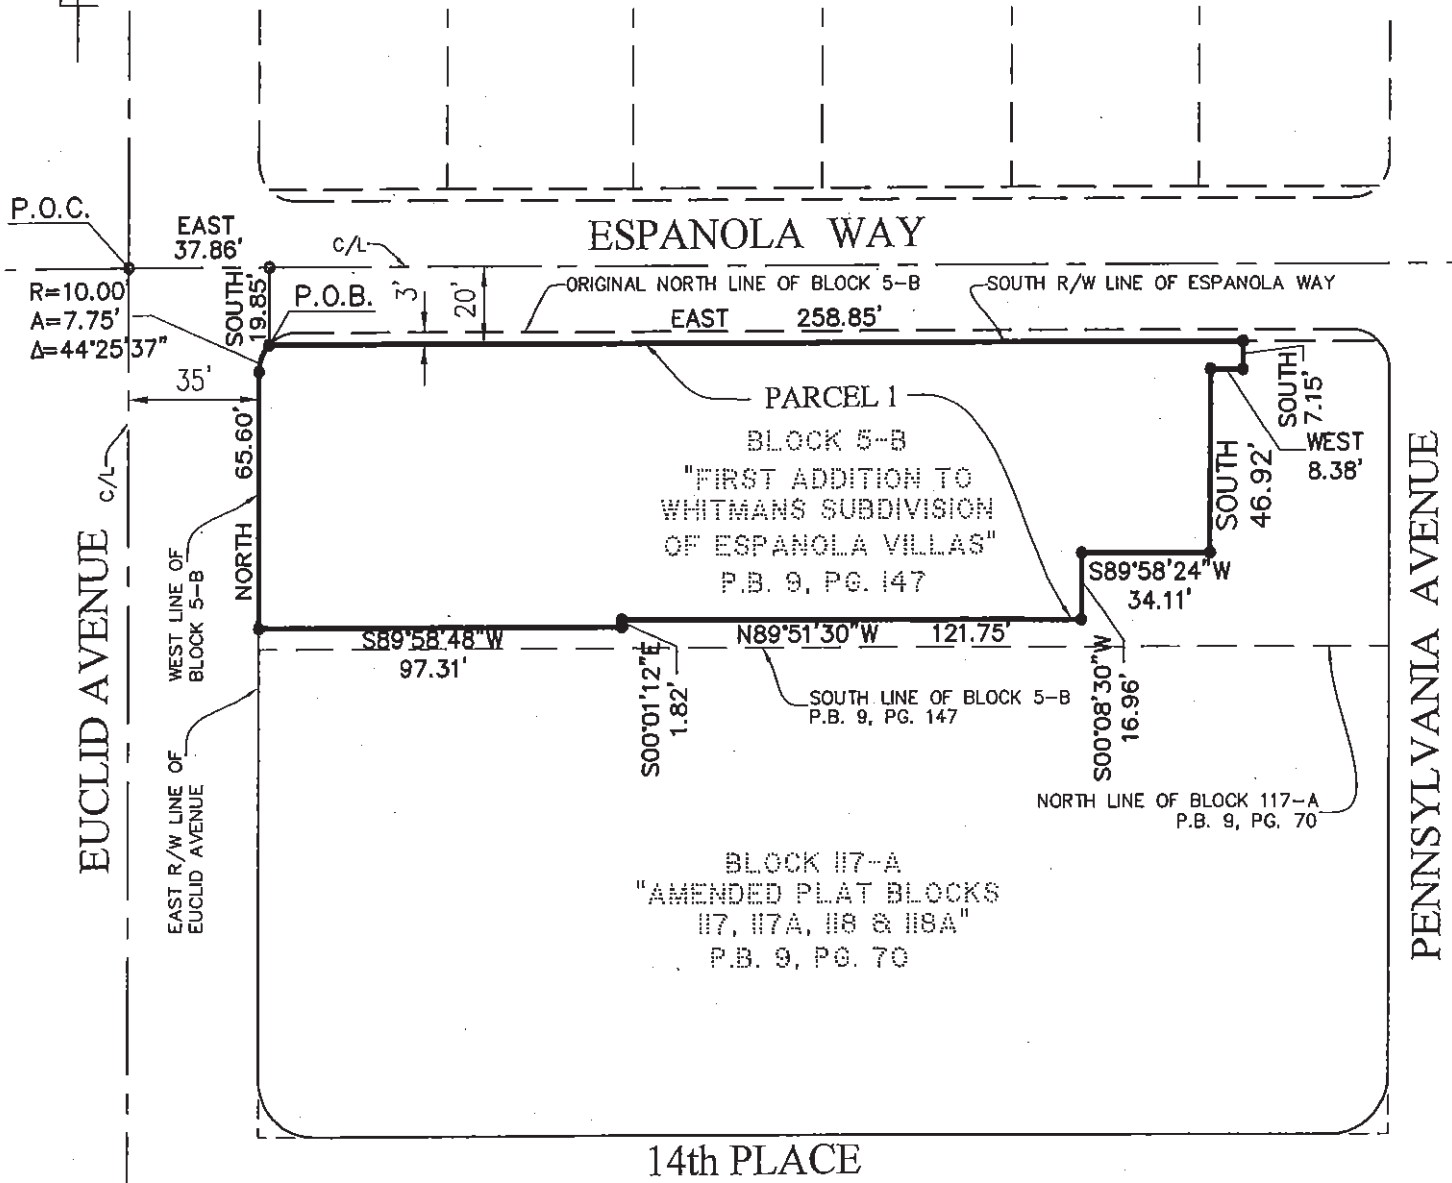 P.O.C.
EAST
37.86'
C/L
ESPANOLA WAY
R=10.00'
A=7.75'
Δ=44°25'37"
SOUTH
19.85'
P.O.B.
3'
20'
ORIGINAL NORTH LINE OF BLOCK 5-B
SOUTH R/W LINE OF ESPANOLA WAY
EAST 258.85'
35'
PARCEL 1
SOUTH
7.15'
WEST
8.38'
BLOCK 5-B
"FIRST ADDITION TO
WHITMANS SUBDIVISION
OF ESPANOLA VILLAS"
P.B. 9, PG. 147
SOUTH
46.92'
NORTH 65.60'
C/L
EUCLID AVENUE
WEST LINE OF
BLOCK 5-B
S89°58'24"W
34.11'
S89°58'48"W
97.31'
N89°51'30"W 121.75'
S00°01'12"E
1.82'
S00°08'30"W
16.96'
SOUTH LINE OF BLOCK 5-B
P.B. 9, PG. 147
PENNSYLVANIA AVENUE
EAST R/W LINE OF
EUCLID AVENUE
NORTH LINE OF BLOCK 117-A
P.B. 9, PG. 70
BLOCK 117-A
"AMENDED PLAT BLOCKS
117, 117A, 118 & 118A"
P.B. 9, PG. 70
14th PLACE